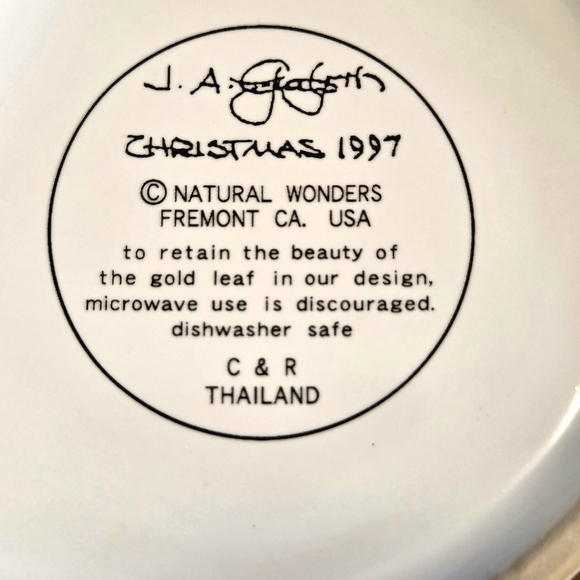 J. A.
CHRISTMAS 1997
© NATURAL WONDERS
FREMONT CA. USA
to retain the beauty of
the gold leaf in our design,
microwave use is discouraged.
dishwasher safe
C & R
THAILAND